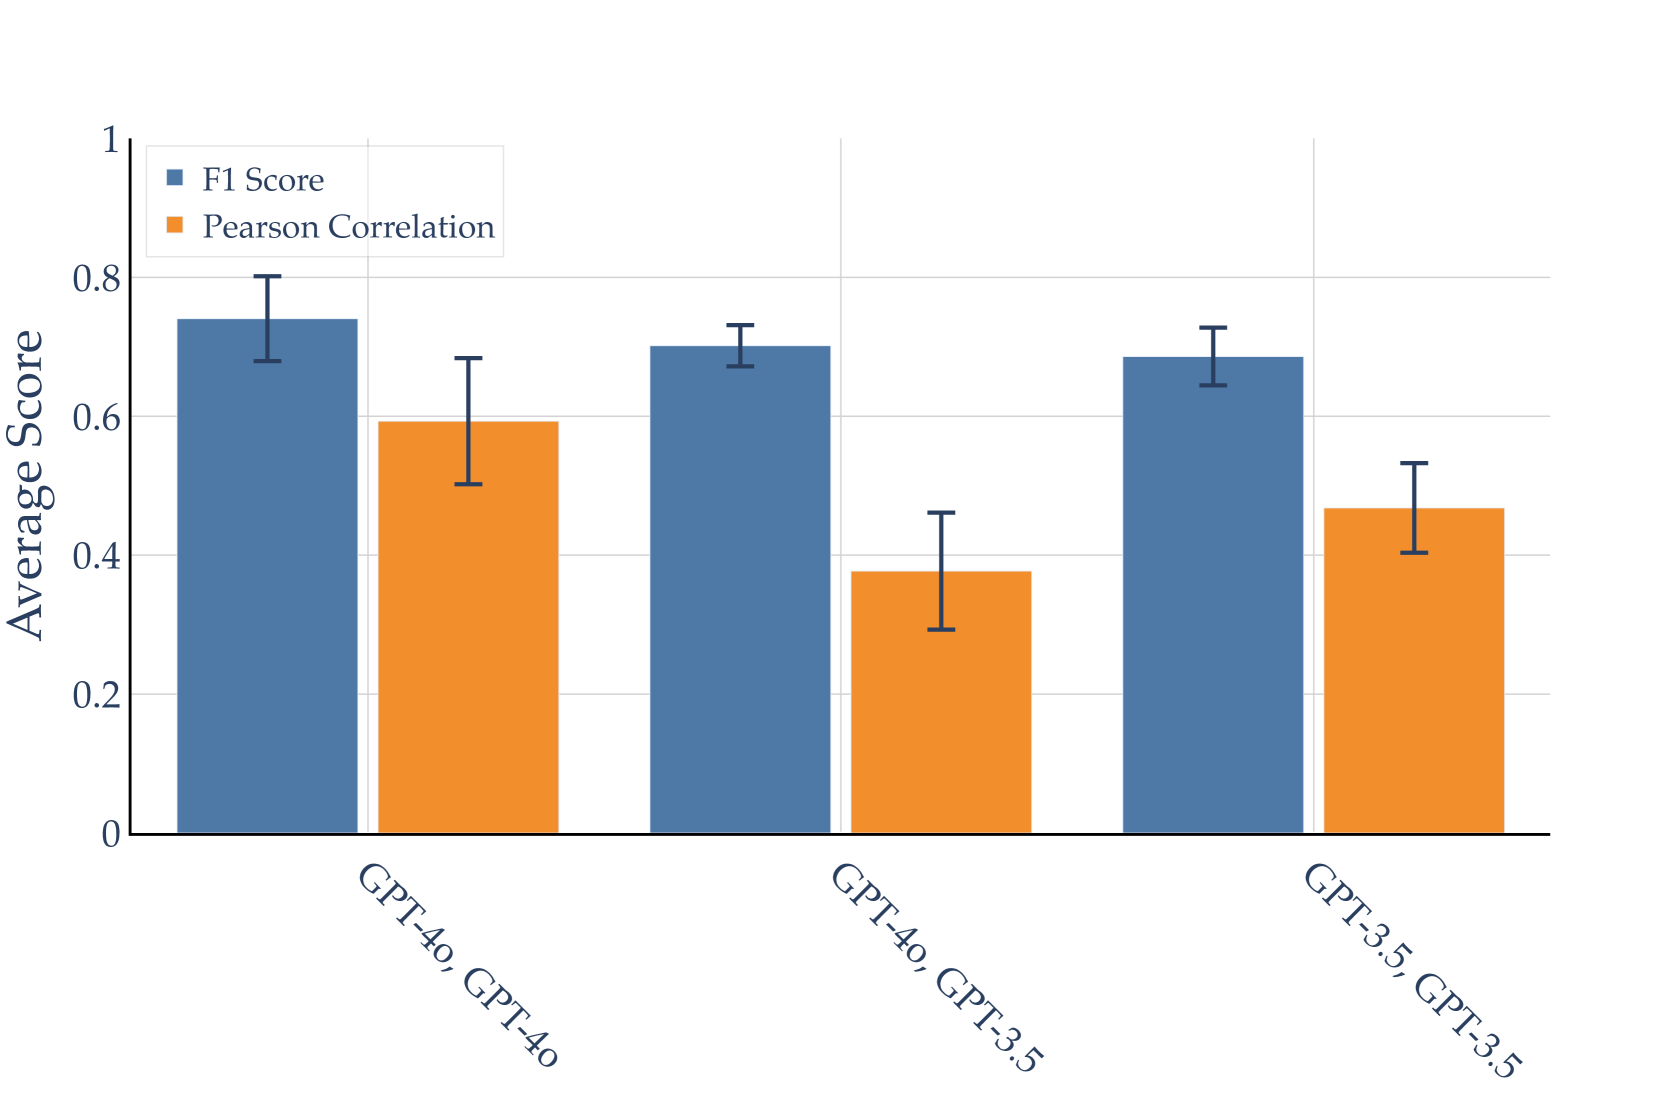 1
F1 Score
Pearson Correlation
0.8
0.6
0.4
0.2
0
Average Score
GPT-4o, GPT-4o
GPT-4o, GPT-3.5
GPT-3.5, GPT-3.5